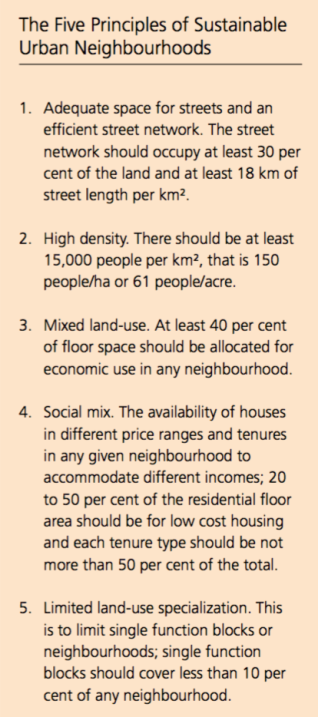 The Five Principles of Sustainable
Urban Neighbourhoods
1. Adequate space for streets and an
efficient street network. The street
network should occupy at least 30 per
cent of the land and at least 18 km of
street length per km².
2. High density. There should be at least
15,000 people per km², that is 150
people/ha or 61 people/acre.
3. Mixed land-use. At least 40 per cent
of floor space should be allocated for
economic use in any neighbourhood.
4. Social mix. The availability of houses
in different price ranges and tenures
in any given neighbourhood to
accommodate different incomes; 20
to 50 per cent of the residential floor
area should be for low cost housing
and each tenure type should be not
more than 50 per cent of the total.
5. Limited land-use specialization. This
is to limit single function blocks or
neighbourhoods; single function
blocks should cover less than 10 per
cent of any neighbourhood.